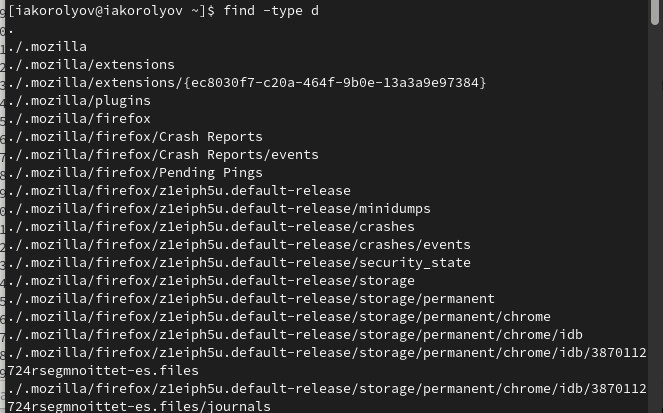 [iakorolyov@iakorolyov ~]$ find -type d
.
./.mozilla
./.mozilla/extensions
./.mozilla/extensions/{ec8030f7-c20a-464f-9b0e-13a3a9e97384}
./.mozilla/plugins
./.mozilla/firefox
./.mozilla/firefox/Crash Reports
./.mozilla/firefox/Crash Reports/events
./.mozilla/firefox/Pending Pings
./.mozilla/firefox/z1eiph5u.default-release
./.mozilla/firefox/z1eiph5u.default-release/minidumps
./.mozilla/firefox/z1eiph5u.default-release/crashes
./.mozilla/firefox/z1eiph5u.default-release/crashes/events
./.mozilla/firefox/z1eiph5u.default-release/security_state
./.mozilla/firefox/z1eiph5u.default-release/storage
./.mozilla/firefox/z1eiph5u.default-release/storage/permanent
./.mozilla/firefox/z1eiph5u.default-release/storage/permanent/chrome
./.mozilla/firefox/z1eiph5u.default-release/storage/permanent/chrome/idb
./.mozilla/firefox/z1eiph5u.default-release/storage/permanent/chrome/idb/3870112
724rsegmnoittet-es.files
./.mozilla/firefox/z1eiph5u.default-release/storage/permanent/chrome/idb/3870112
724rsegmnoittet-es.files/journals